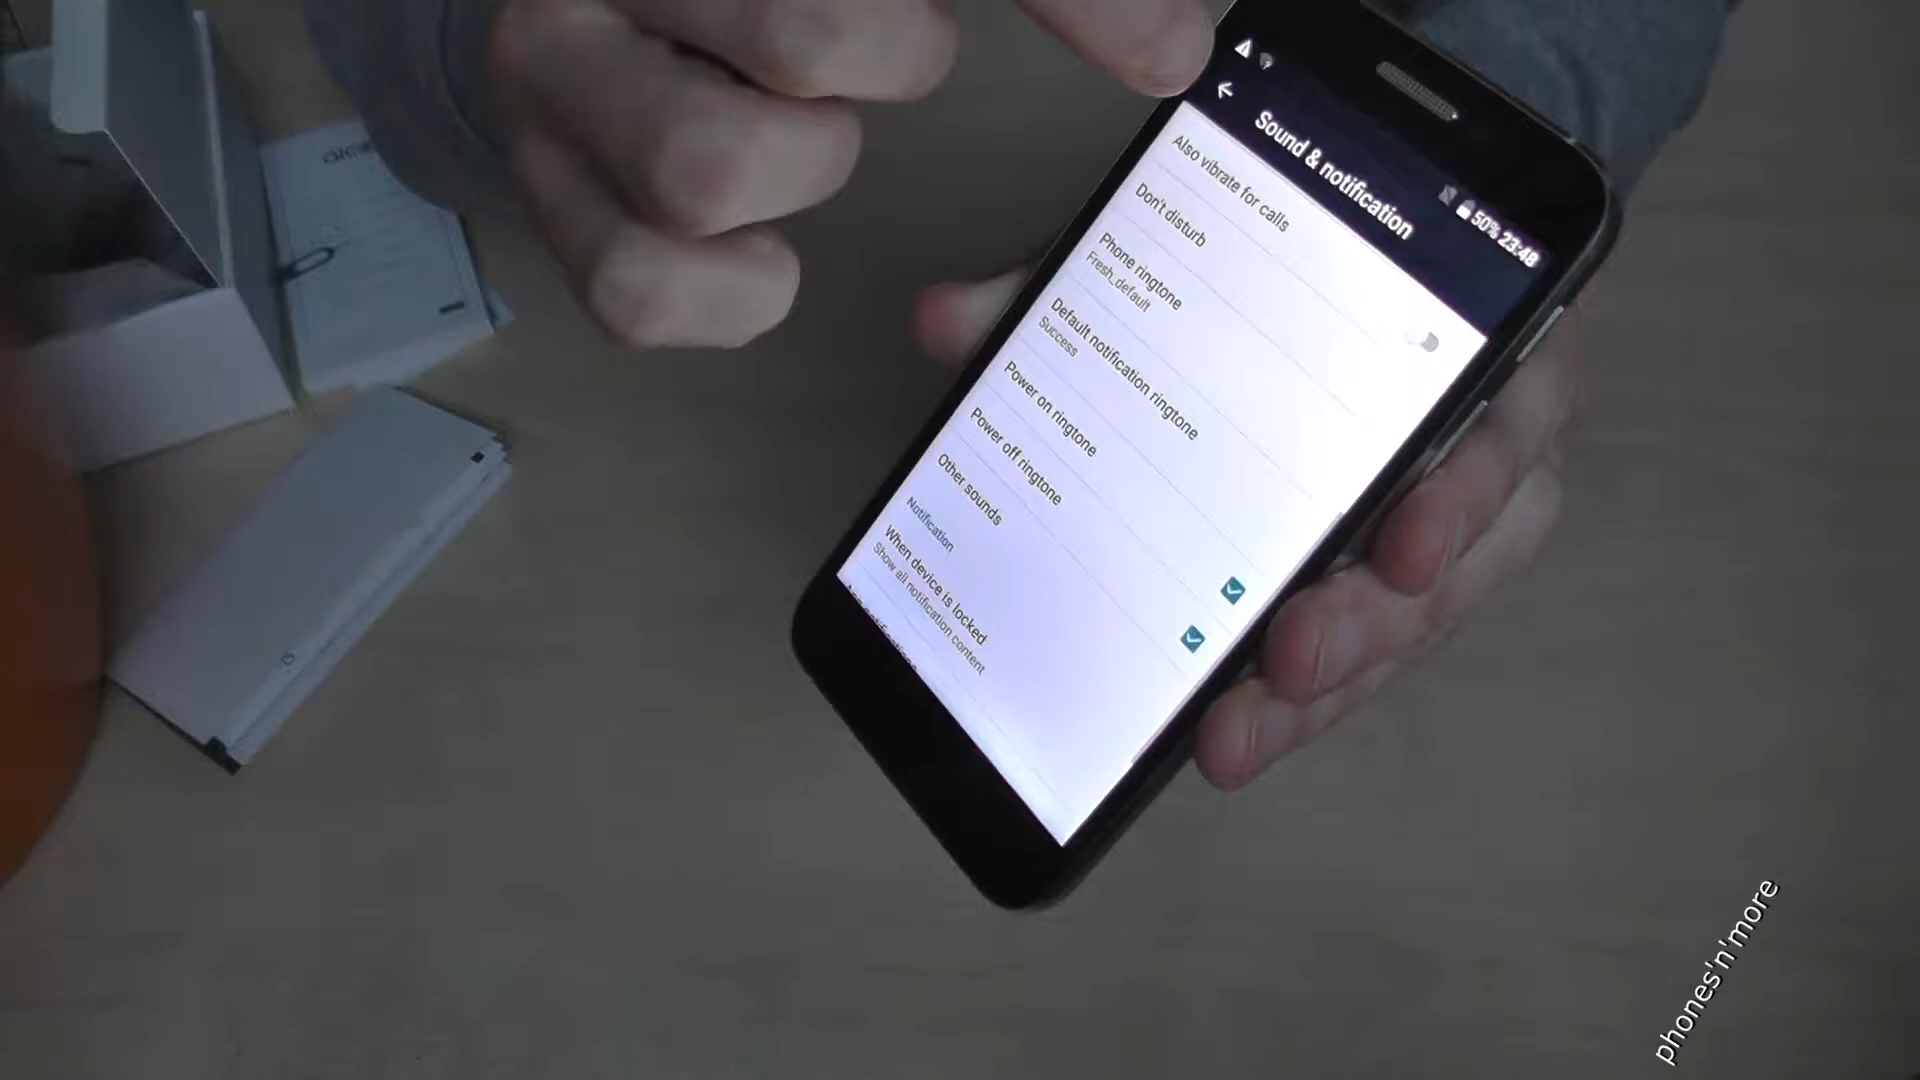 50% 23:48
Sound & notification
Also vibrate for calls
Don't disturb
Phone ringtone
Fresh_default
Default notification ringtone
Success
Power on ringtone
Power off ringtone
Other sounds
Notification
When device is locked
Show all notification content
phones'n'more